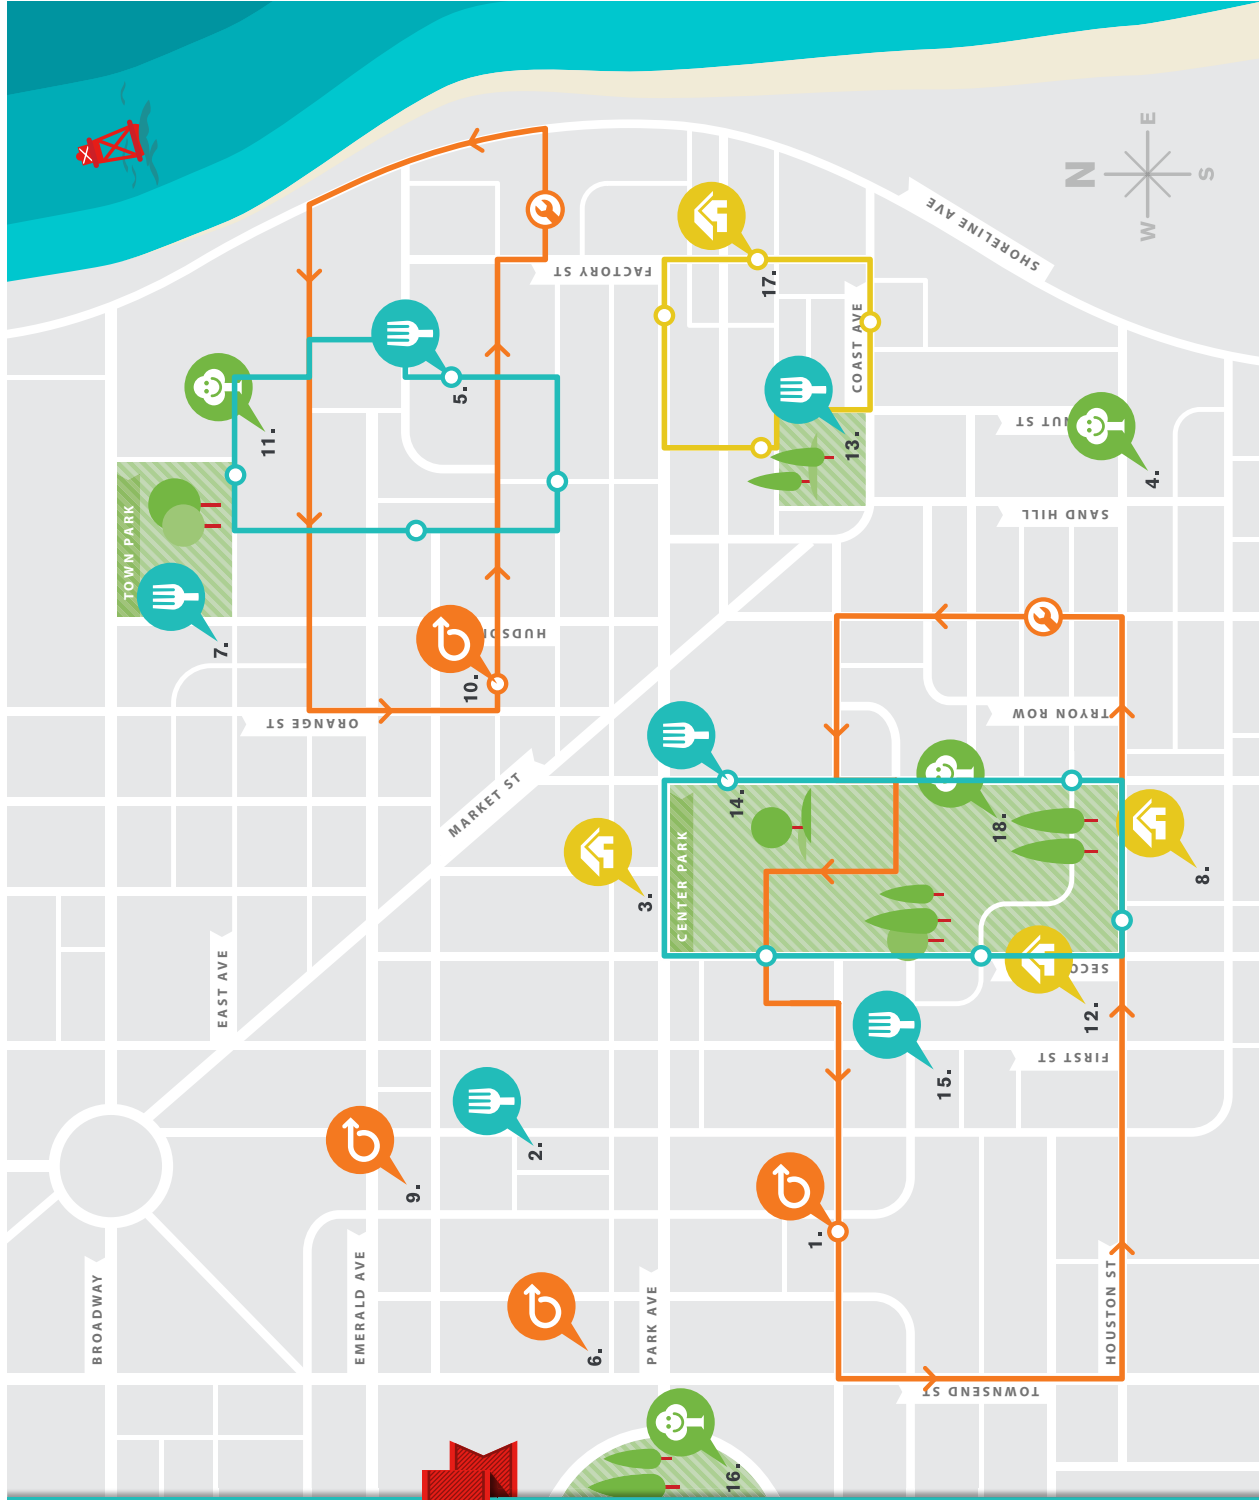 BROADWAY
TOWN PARK
7.
EAST AVE
11.
ORANGE ST
EMERALD AVE
9.
5.
10.
MARKET ST
HUDS
2.
6.
FACTORY ST
3.
PARK AVE
CENTER PARK
16.
14.
17.
1.
13.
COAST AVE
15.
TOWNSEND ST
SHORELINE AVE
18.
NUT ST
SAND HILL
TRYON ROW
SECO
FIRST ST
12.
HOUSTON ST
4.
8.
N
W
E
S